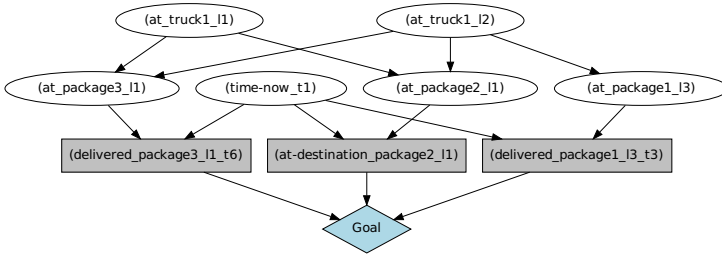 (at_truck1_l1)
(at_truck1_l2)
(at_package3_l1)
(time-now_t1)
(at_package2_l1)
(at_package1_l3)
(delivered_package3_l1_t6)
(at-destination_package2_l1)
(delivered_package1_l3_t3)
Goal